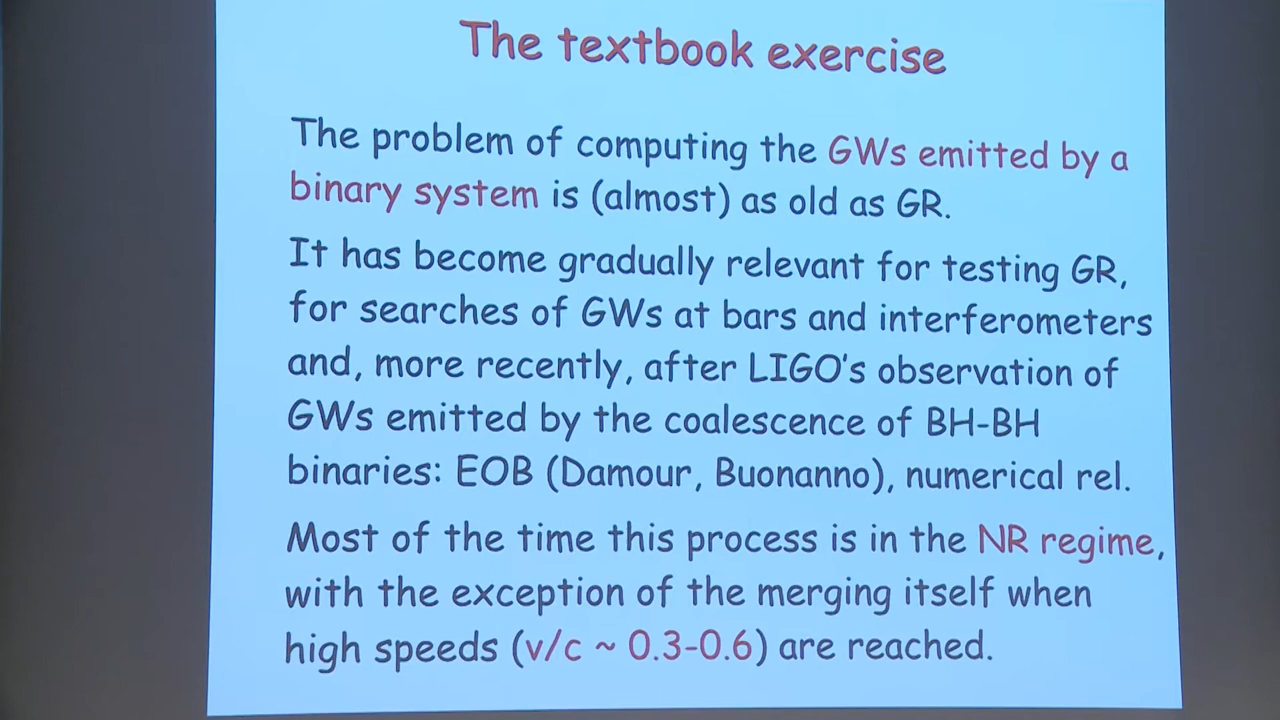 The textbook exercise
The problem of computing the GWs emitted by a
binary system is (almost) as old as GR.
It has become gradually relevant for testing GR,
for searches of GWs at bars and interferometers
and, more recently, after LIGO's observation of
GWs emitted by the coalescence of BH-BH
binaries: EOB (Damour, Buonanno), numerical rel.
Most of the time this process is in the NR regime,
with the exception of the merging itself when
high speeds (v/c ~ 0.3-0.6) are reached.